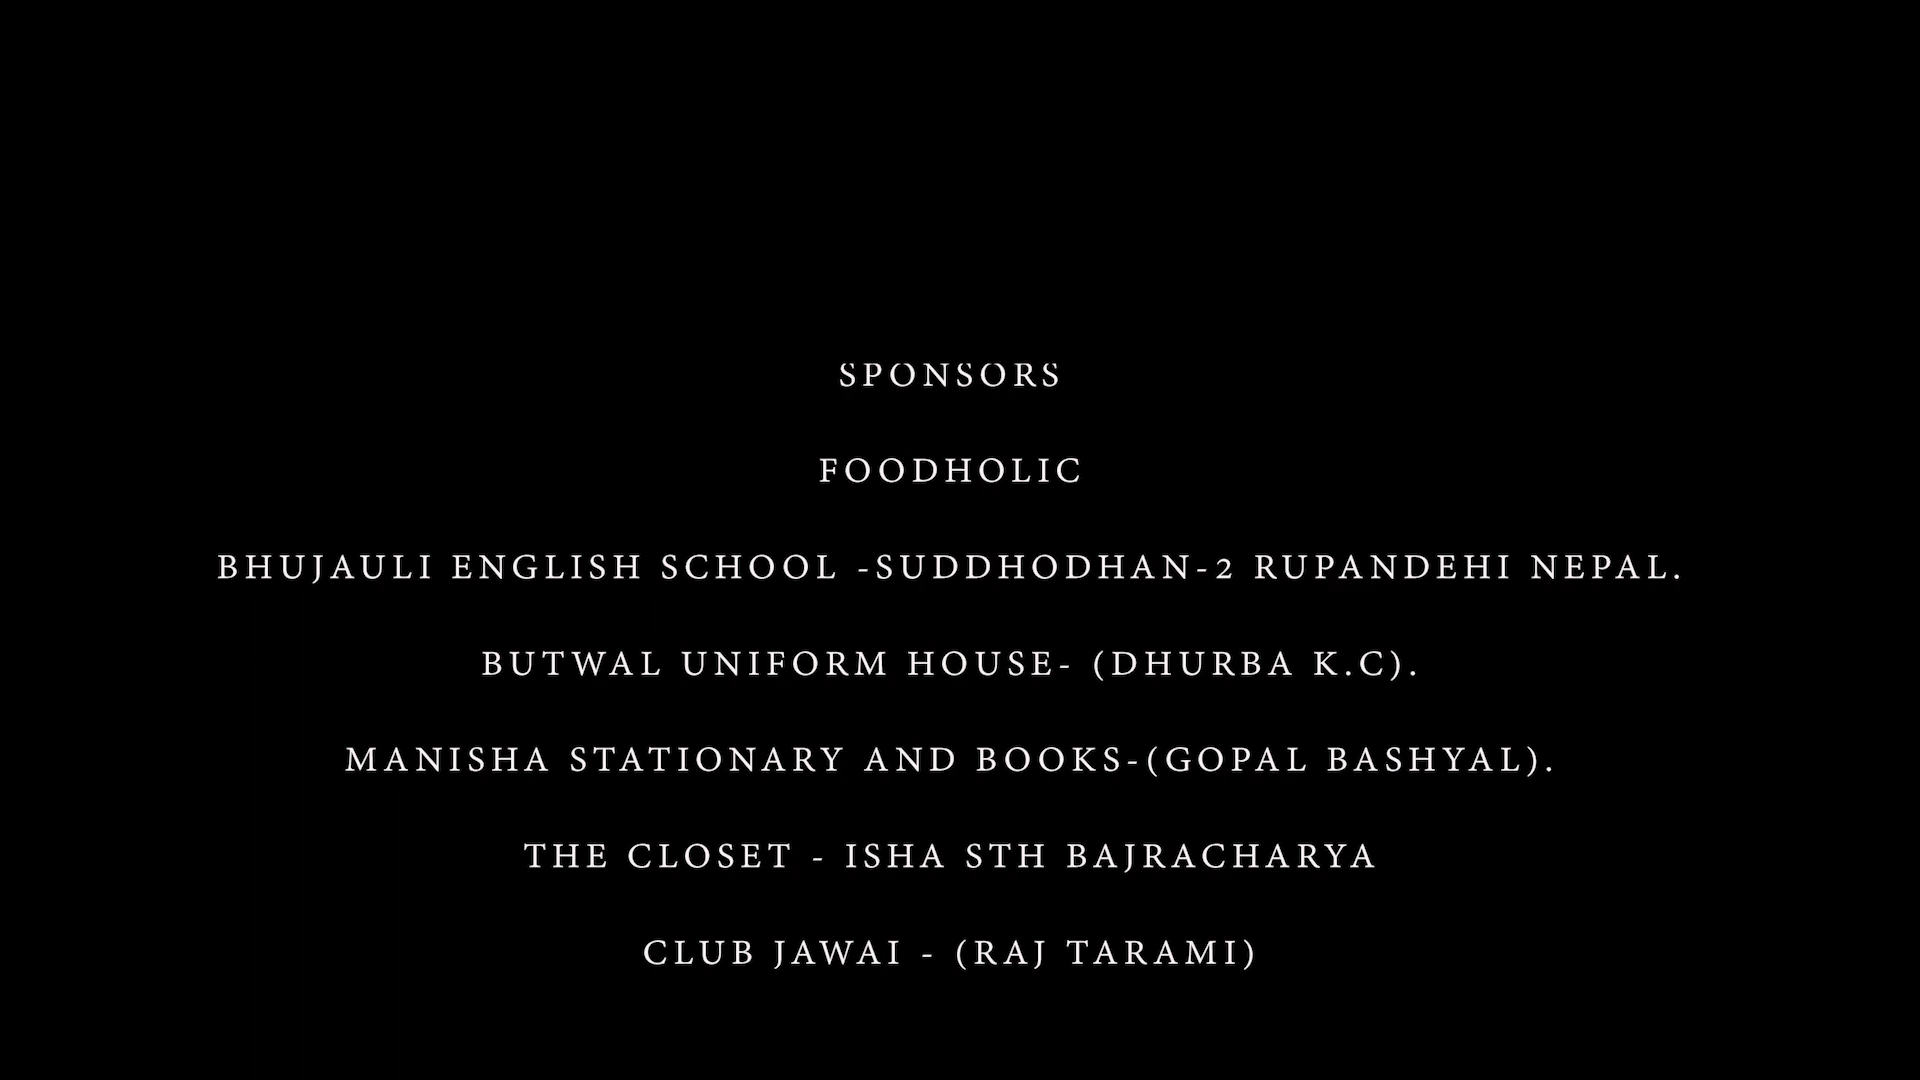 SPONSORS
FOODHOLIC
BHUJAULI ENGLISH SCHOOL -SUDDHODHAN-2 RUPANDEHI NEPAL.
BUTWAL UNIFORM HOUSE- (DHURBA K.C).
MANISHA STATIONARY AND BOOKS-(GOPAL BASHYAL).
THE CLOSET - ISHA STH BAJRACHARYA
CLUB JAWAI - (RAJ TARAMI)